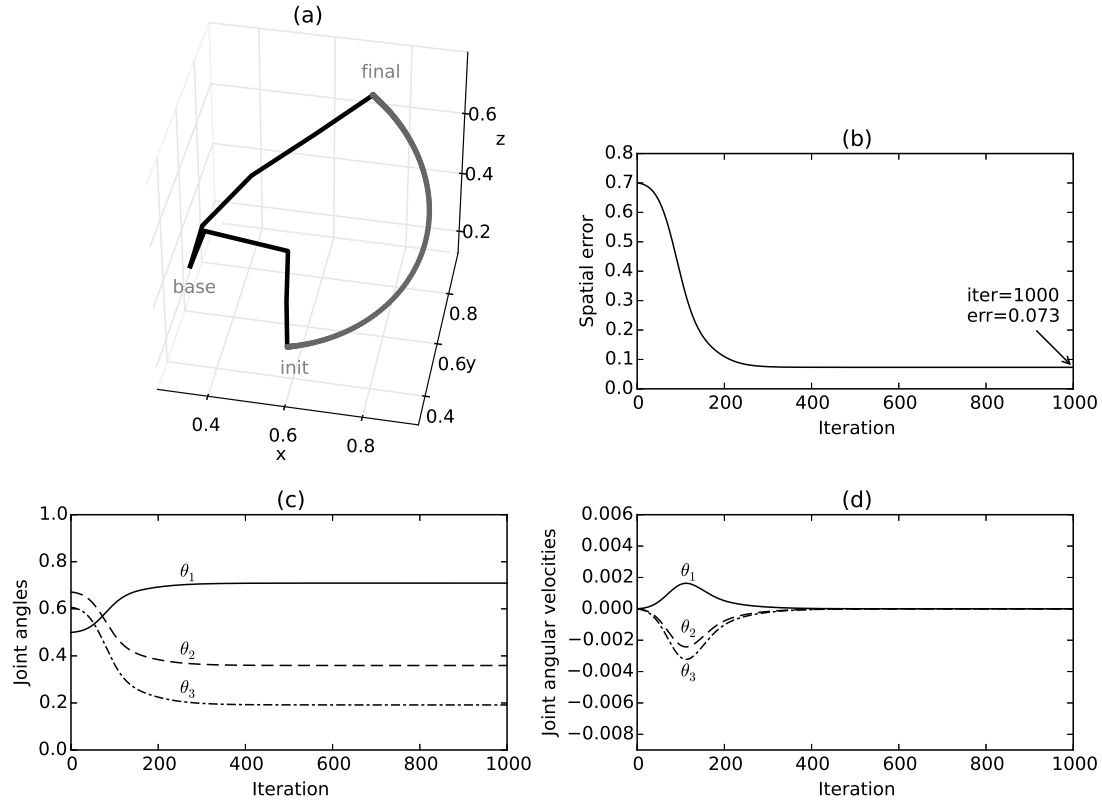 (a)
final
0.6
z
0.4
0.2
base
0.8
0.6
y
init
0.4
0.4
0.6
0.8
x
(b)
0.8
0.7
0.6
0.5
0.4
0.3
0.2
0.1
0.0
Spatial error
iter=1000
err=0.073
0 200 400 600 800 1000
Iteration
(c)
1.0
0.8
0.6
0.4
0.2
0.0
Joint angles
θ1
θ2
θ3
0 200 400 600 800 1000
Iteration
(d)
0.006
0.004
0.002
0.000
−0.002
−0.004
−0.006
−0.008
Joint angular velocities
θ1
θ2
θ3
0 200 400 600 800 1000
Iteration